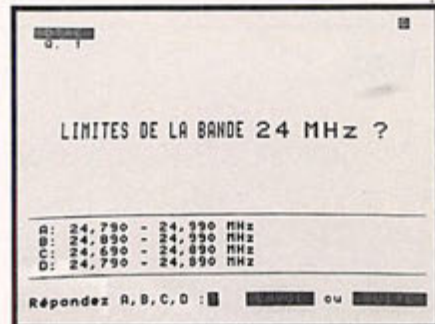 Q. 1
LIMITES DE LA BANDE 24 MHz ?
A: 24,790 - 24,990 MHz
B: 24,890 - 24,990 MHz
C: 24,690 - 24,890 MHz
D: 24,790 - 24,890 MHz
Répondez A,B,C,D : ou